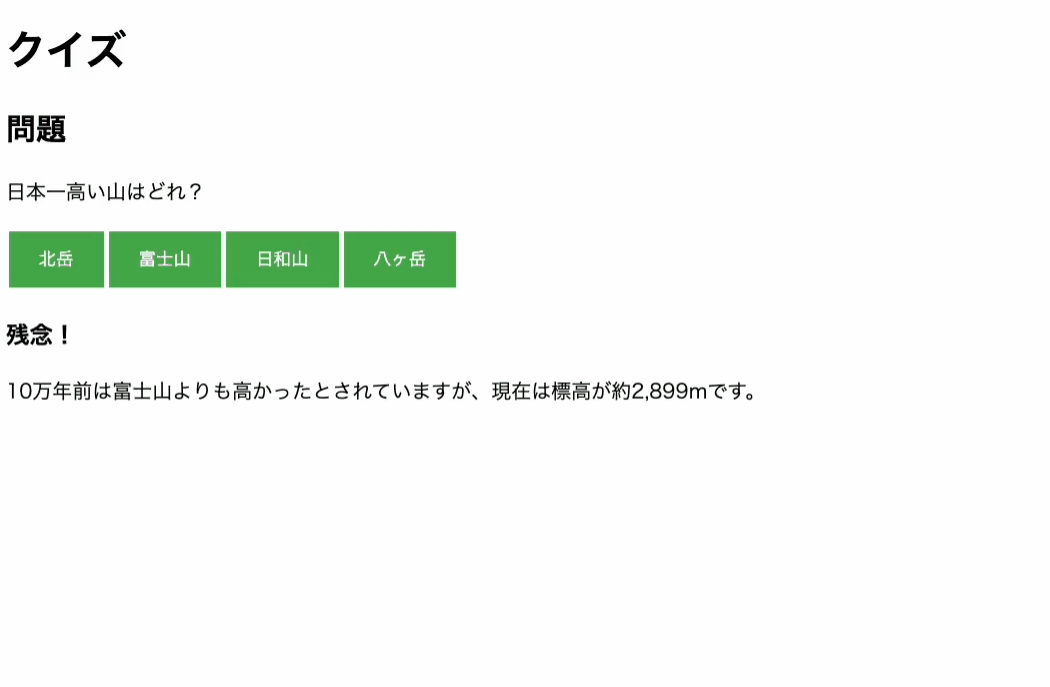 クイズ
問題
日本一高い山はどれ？
北岳 富士山 日和山 八ヶ岳
残念！
10万年前は富士山よりも高かったとされていますが、現在は標高が約2,899mです。